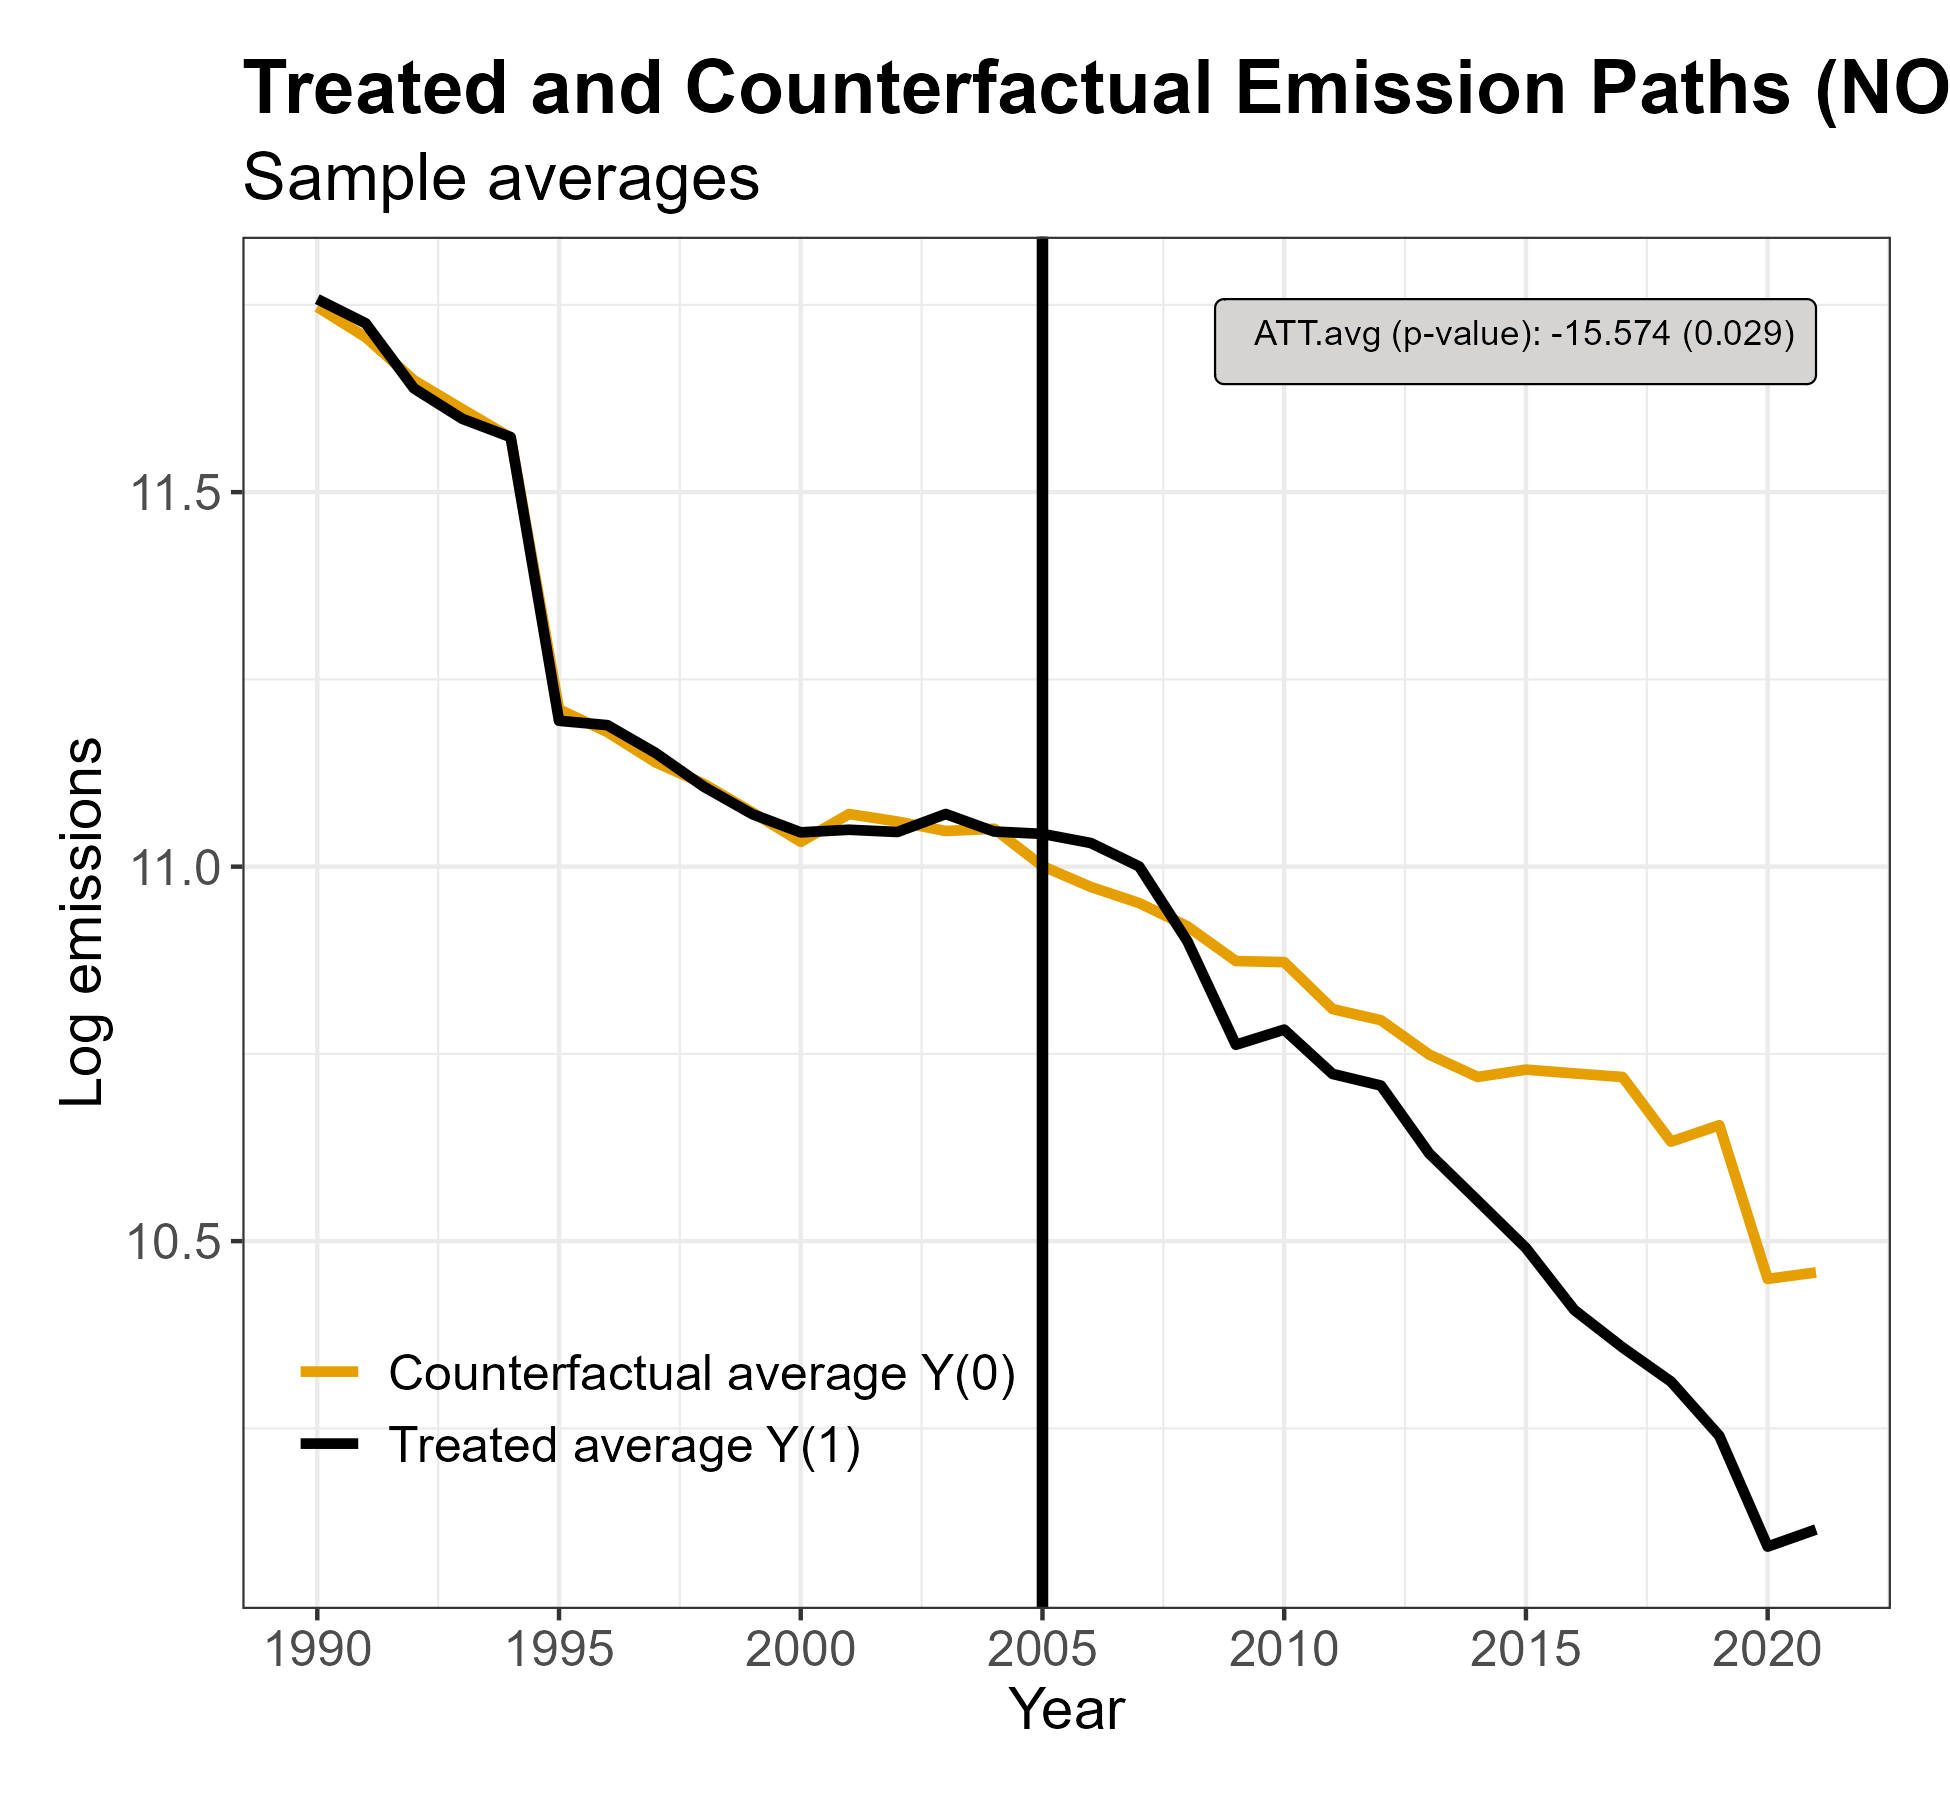 Treated and Counterfactual Emission Paths (NO
Sample averages
ATT.avg (p-value): -15.574 (0.029)
11.5
11.0
10.5
Log emissions
Counterfactual average Y(0)
Treated average Y(1)
1990 1995 2000 2005 2010 2015 2020
Year